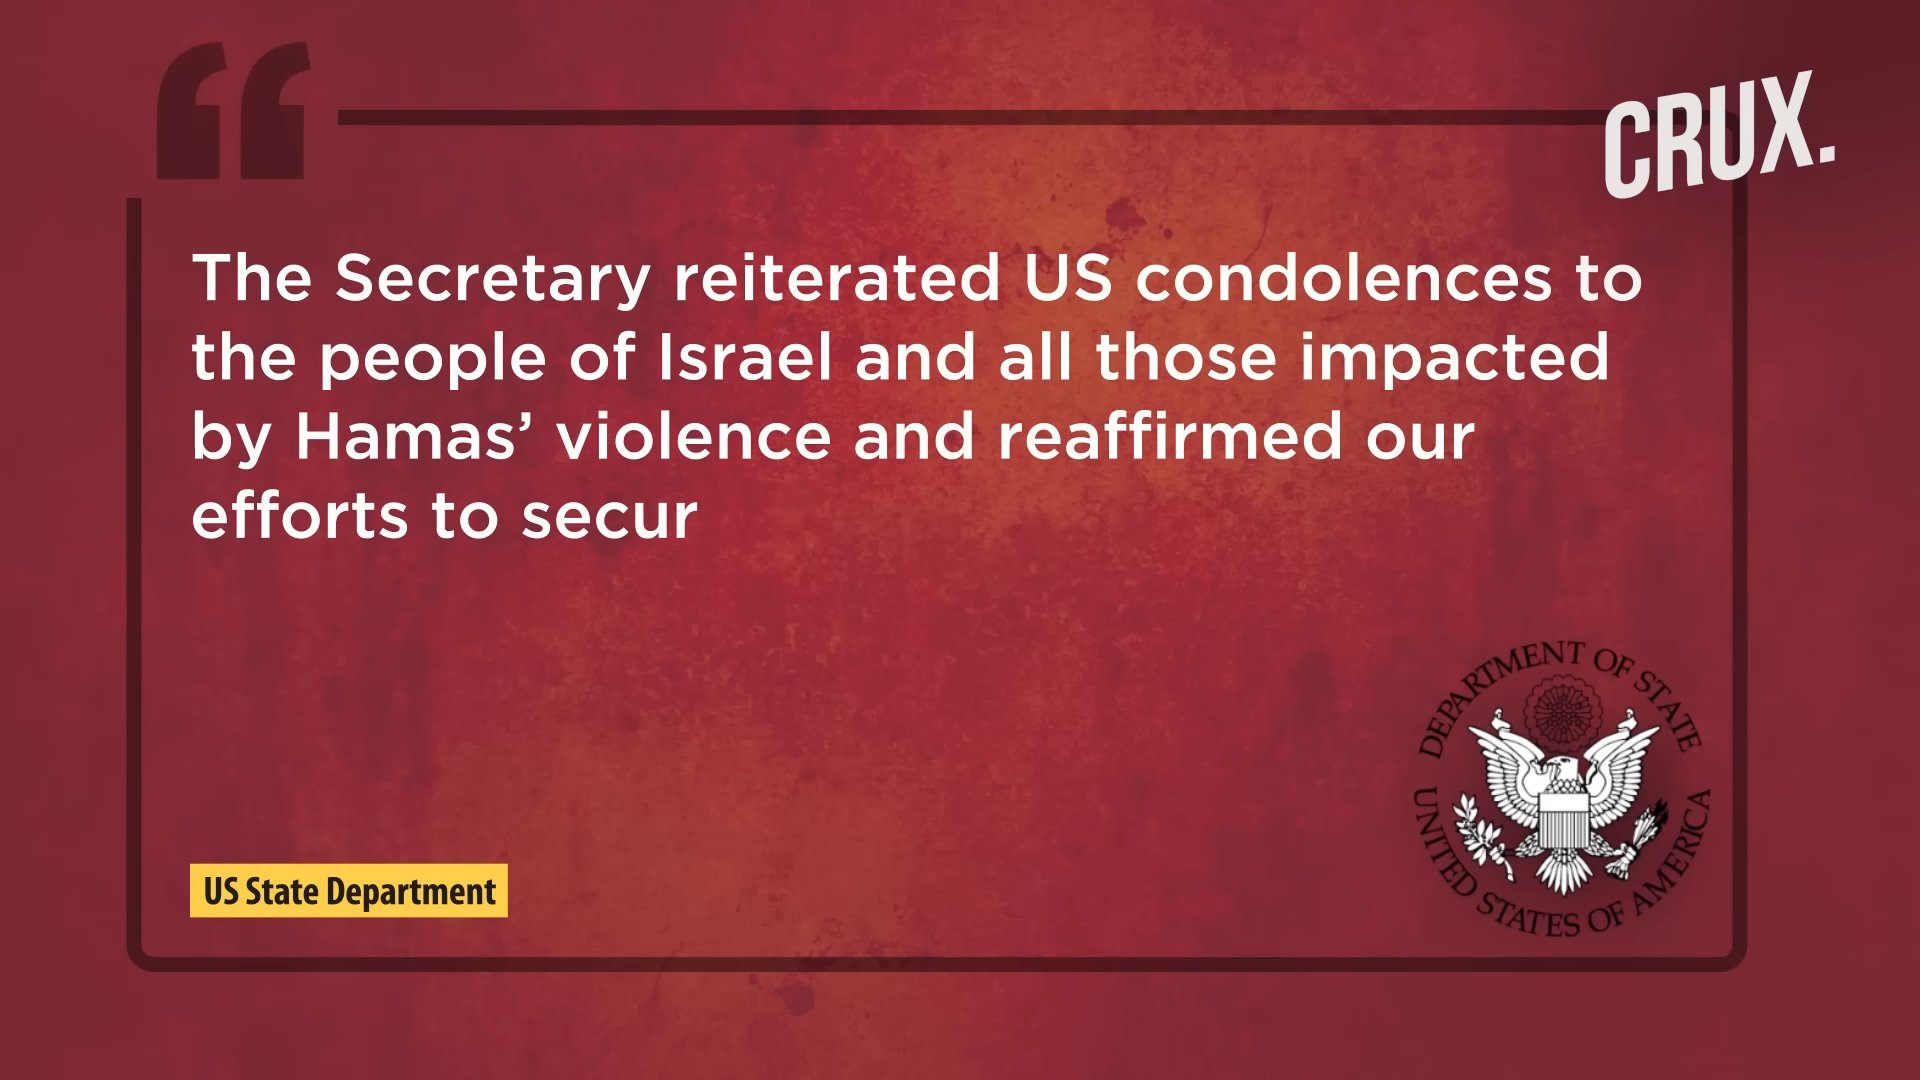 CRUX.
The Secretary reiterated US condolences to
the people of Israel and all those impacted
by Hamas’ violence and reaffirmed our
efforts to secur
US State Department
DEPARTMENT OF STATE
UNITED STATES OF AMERICA